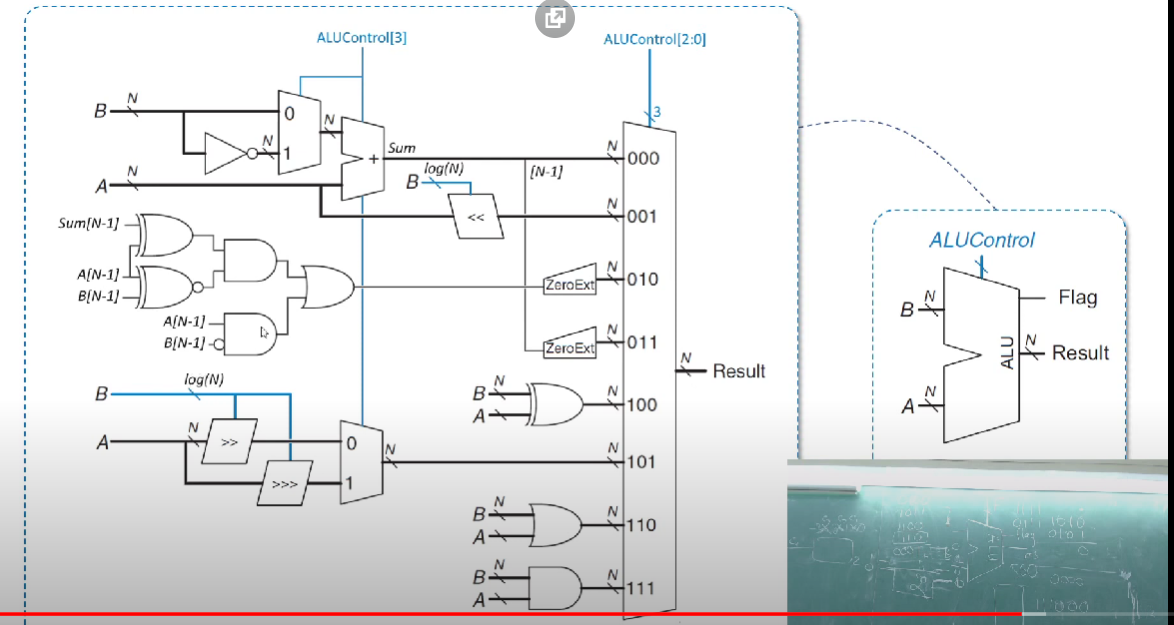 ALUControl[3]
ALUControl[2:0]
3
B N
0
N
N 1
N
Sum
+
A N
log(N)
B
<<
[N-1]
N 000
N 001
Sum[N-1]
A[N-1]
B[N-1]
A[N-1]
B[N-1]
ZeroExt N 010
ZeroExt N 011
B N
A
N 100
log(N)
B
A N
>>
>>>
0
1
N
N 101
B N
A
N 110
B N
A
N 111
N Result
ALUControl
B N
A N
ALU
Flag
N Result